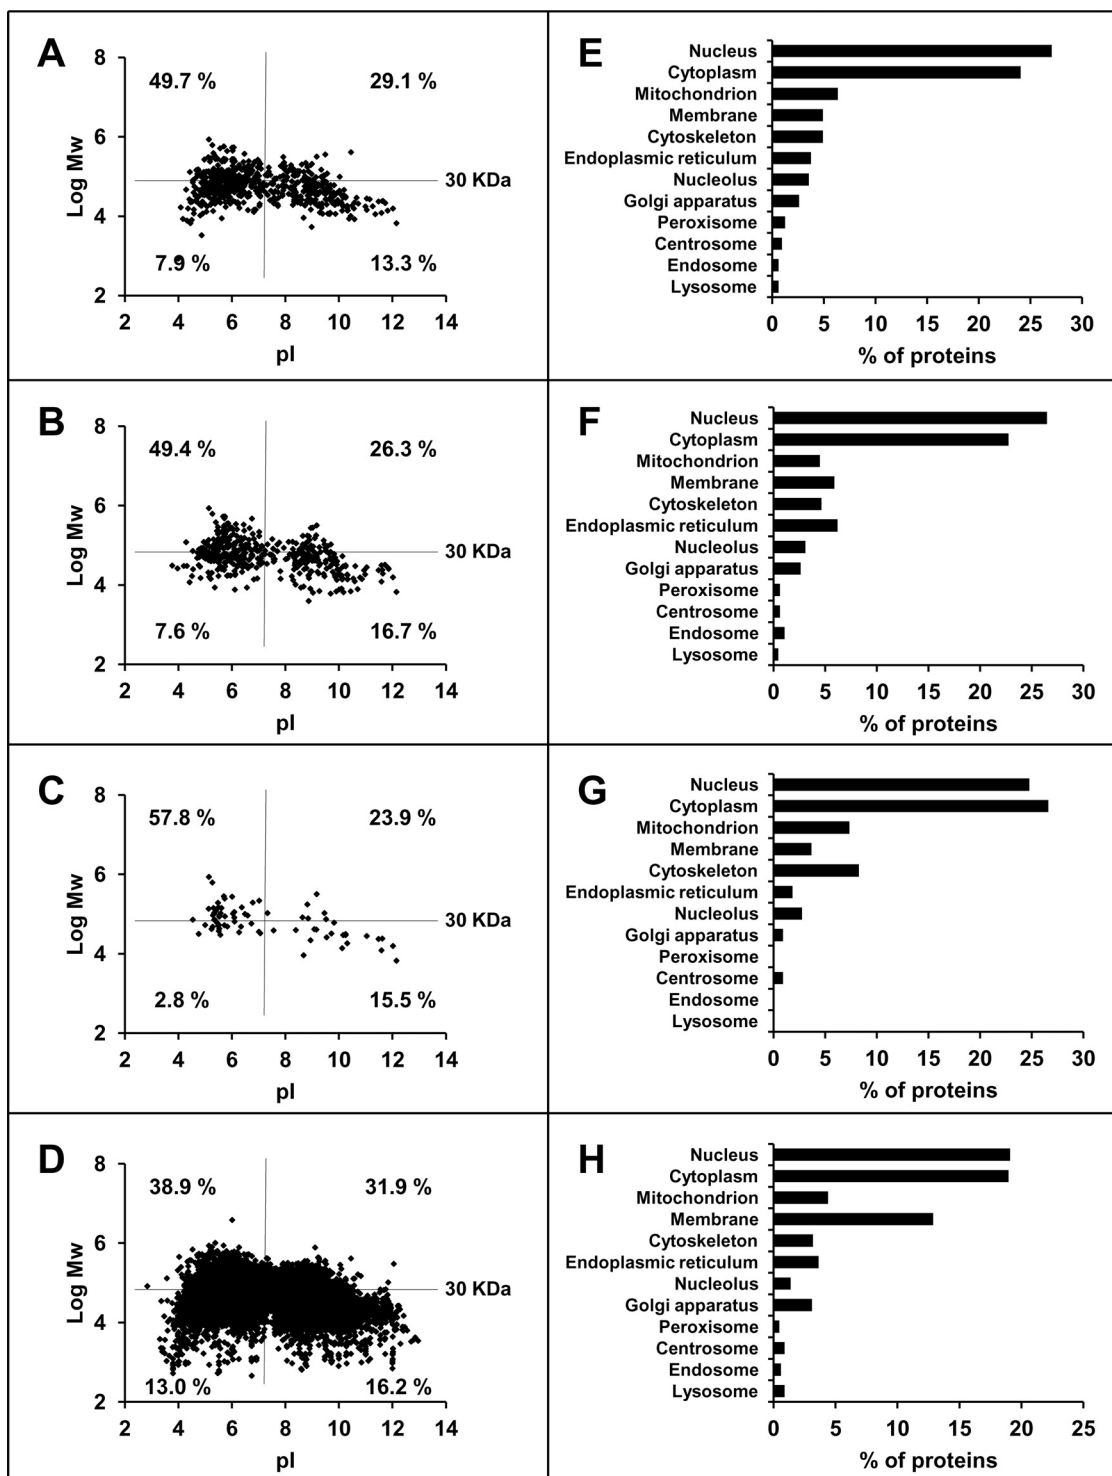 A
8
6
4
2
Log Mw
49.7 %
29.1 %
30 KDa
7.9 %
13.3 %
2 4 6 8 10 12 14
pI
E
Nucleus
Cytoplasm
Mitochondrion
Membrane
Cytoskeleton
Endoplasmic reticulum
Nucleolus
Golgi apparatus
Peroxisome
Centrosome
Endosome
Lysosome
0 5 10 15 20 25 30
% of proteins
B
8
6
4
2
Log Mw
49.4 %
26.3 %
30 KDa
7.6 %
16.7 %
2 4 6 8 10 12 14
pI
F
Nucleus
Cytoplasm
Mitochondrion
Membrane
Cytoskeleton
Endoplasmic reticulum
Nucleolus
Golgi apparatus
Peroxisome
Centrosome
Endosome
Lysosome
0 5 10 15 20 25 30
% of proteins
C
8
6
4
2
Log Mw
57.8 %
23.9 %
30 KDa
2.8 %
15.5 %
2 4 6 8 10 12 14
pI
G
Nucleus
Cytoplasm
Mitochondrion
Membrane
Cytoskeleton
Endoplasmic reticulum
Nucleolus
Golgi apparatus
Peroxisome
Centrosome
Endosome
Lysosome
0 5 10 15 20 25 30
% of proteins
D
8
6
4
2
Log Mw
38.9 %
31.9 %
30 KDa
13.0 %
16.2 %
2 4 6 8 10 12 14
pI
H
Nucleus
Cytoplasm
Mitochondrion
Membrane
Cytoskeleton
Endoplasmic reticulum
Nucleolus
Golgi apparatus
Peroxisome
Centrosome
Endosome
Lysosome
0 5 10 15 20 25
% of proteins